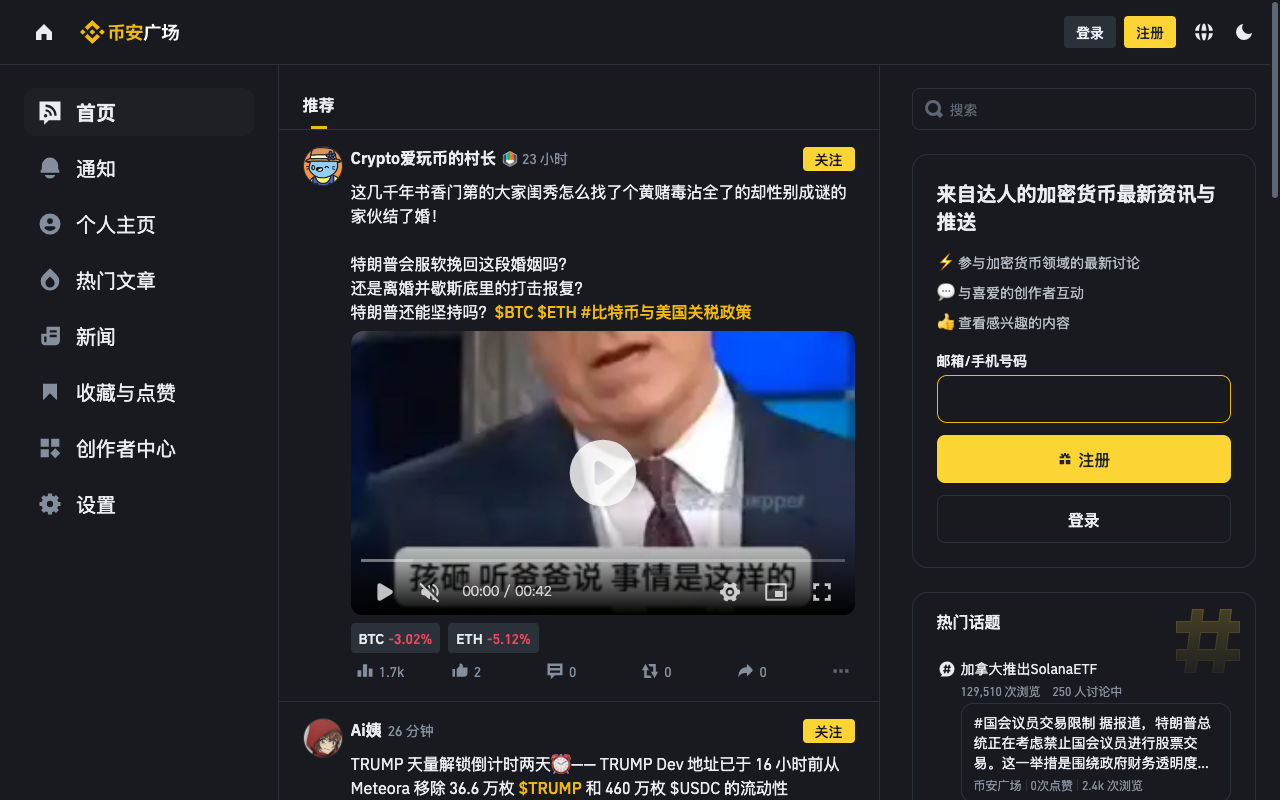 币安广场
登录
注册
首页
通知
个人主页
热门文章
新闻
收藏与点赞
创作者中心
设置
推荐
Crypto爱玩币的村长 23 小时
关注
这几千年书香门第的大家闺秀怎么找了个黄赌毒沾全了的却性别成谜的
家伙结了婚！
特朗普会服软挽回这段婚姻吗？
还是离婚并歇斯底里的打击报复？
特朗普还能坚持吗？ $BTC $ETH #比特币与美国关税政策
孩砸 听爸爸说 事情是这样的
00:00 / 00:42
BTC -3.02%
ETH -5.12%
1.7k
2
0
0
0
Ai姨 26 分钟
关注
TRUMP 天量解锁倒计时两天⏰—— TRUMP Dev 地址已于 16 小时前从
Meteora 移除 36.6 万枚 $TRUMP 和 460 万枚 $USDC 的流动性
搜索
来自达人的加密货币最新资讯与
推送
⚡ 参与加密货币领域的最新讨论
💬 与喜爱的创作者互动
👍 查看感兴趣的内容
邮箱/手机号码
注册
登录
热门话题
加拿大推出SolanaETF
129,510 次浏览 250 人讨论中
#国会议员交易限制 据报道，特朗普总
统正在考虑禁止国会议员进行股票交
易。这一举措是围绕政府财务透明度...
币安广场 | 0次点赞 | 2.4k 次浏览